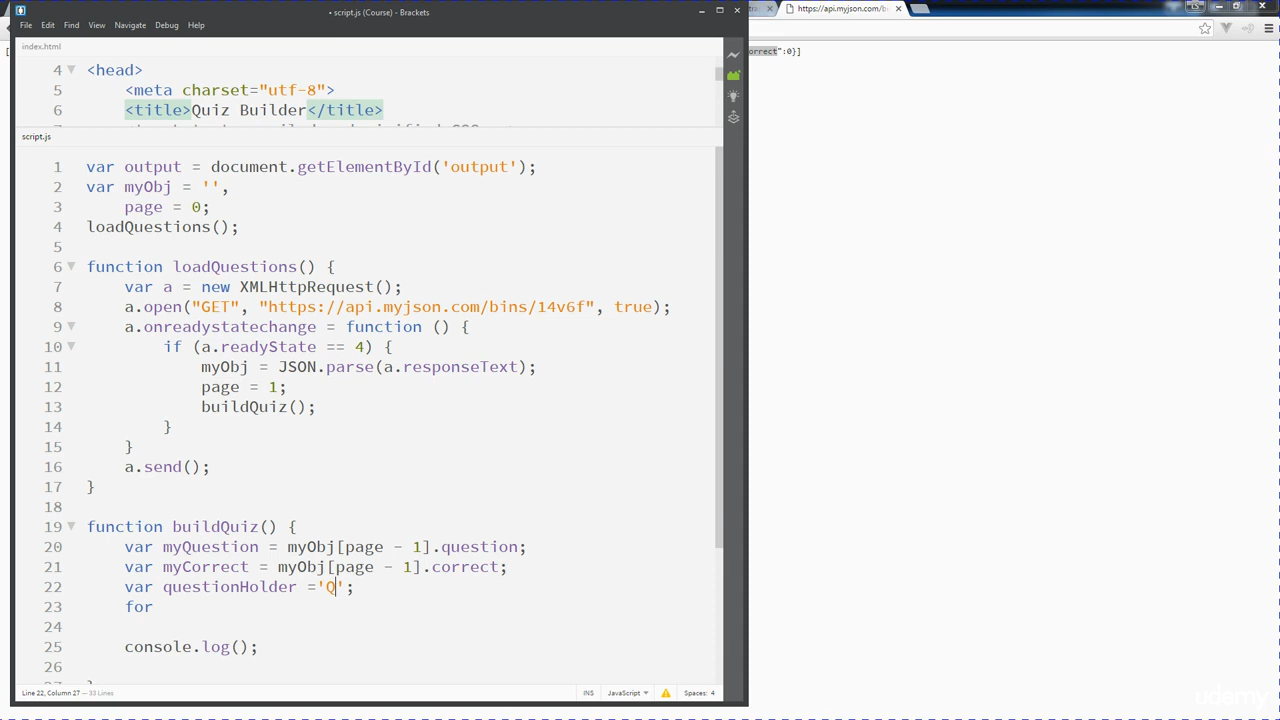 script.js (Course) - Brackets
https://api.myjson.com/b
File Edit Find View Navigate Debug Help
index.html
orrect":0}]
4 <head>
5 <meta charset="utf-8">
6 <title>Quiz Builder</title>
script.js
1 var output = document.getElementById('output');
2 var myObj = '',
3 page = 0;
4 loadQuestions();
5
6 function loadQuestions() {
7 var a = new XMLHttpRequest();
8 a.open("GET", "https://api.myjson.com/bins/14v6f", true);
9 a.onreadystatechange = function () {
10 if (a.readyState == 4) {
11 myObj = JSON.parse(a.responseText);
12 page = 1;
13 buildQuiz();
14 }
15 }
16 a.send();
17 }
18
19 function buildQuiz() {
20 var myQuestion = myObj[page - 1].question;
21 var myCorrect = myObj[page - 1].correct;
22 var questionHolder ='Q';
23 for
24
25 console.log();
26
Line 22, Column 27 — 33 Lines
INS JavaScript Spaces: 4
udemy